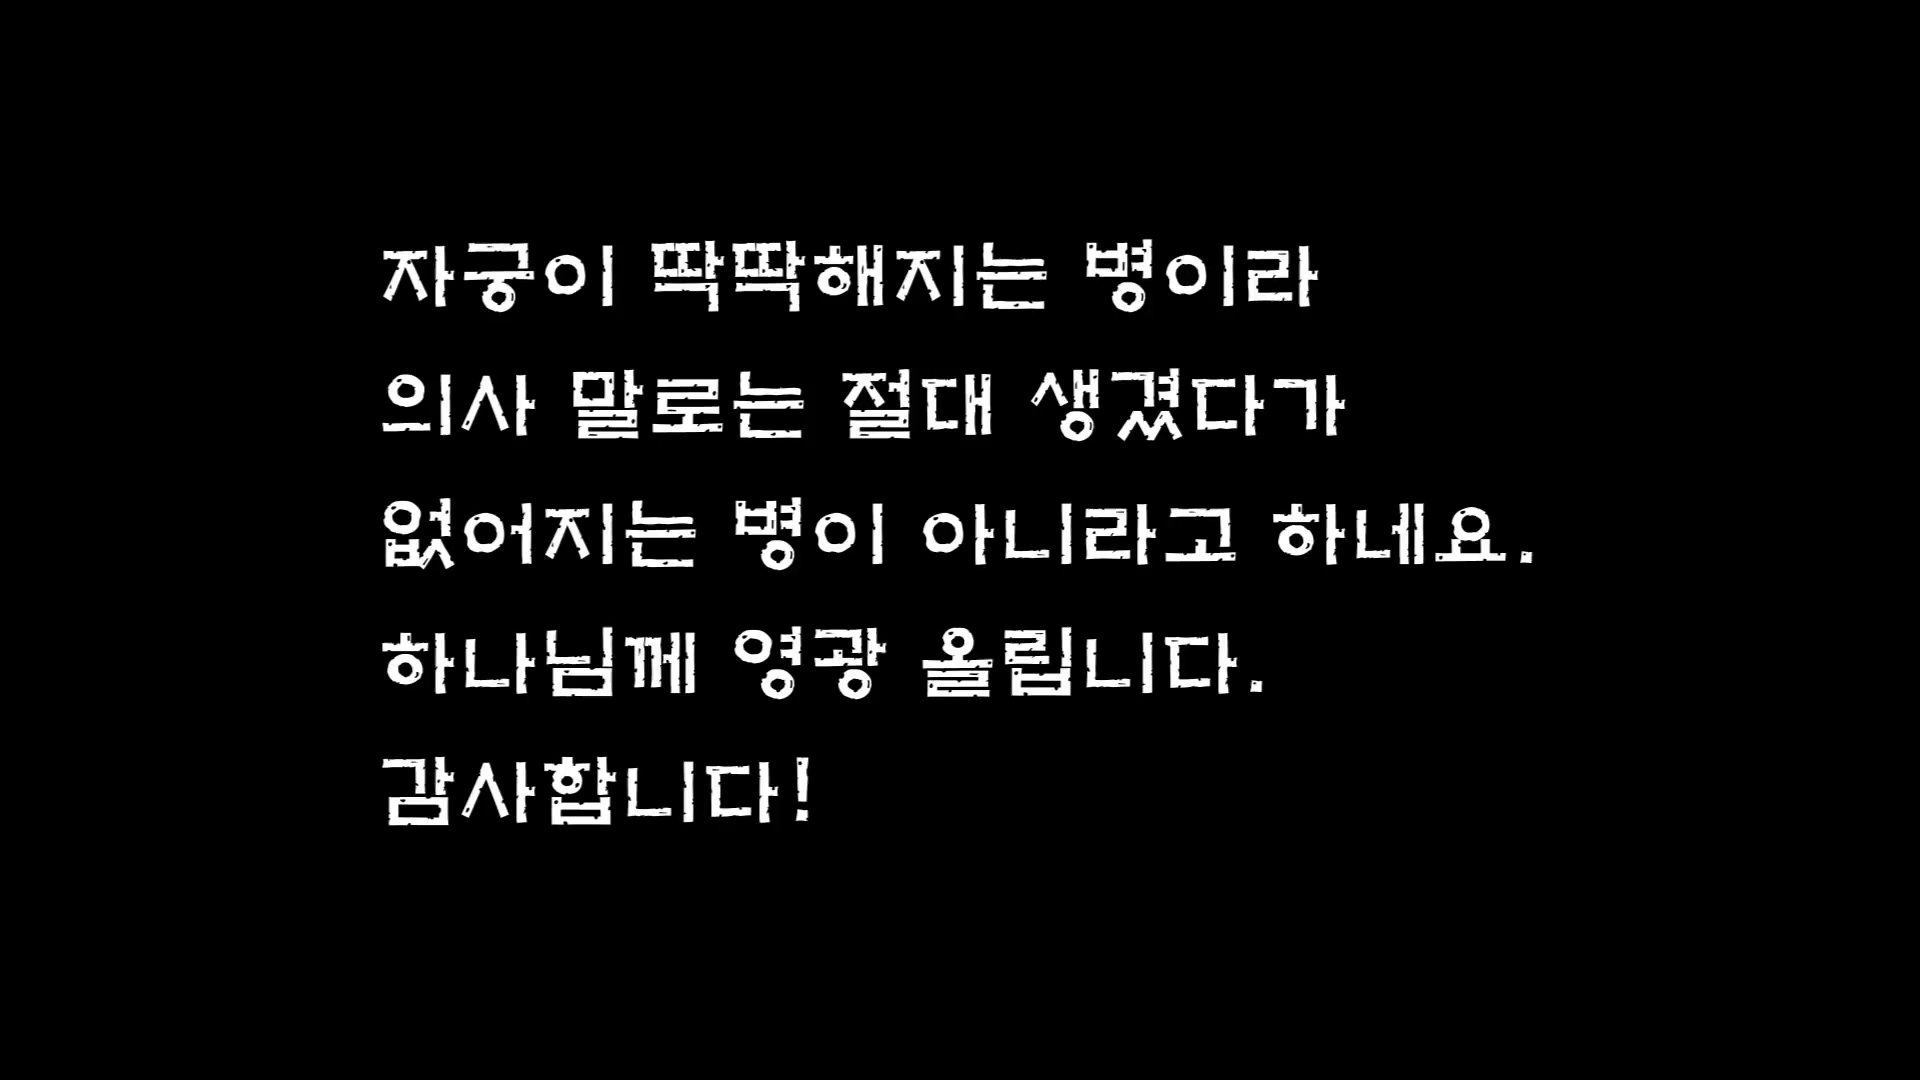 자궁이 딱딱해지는 병이라
의사 말로는 절대 생겼다가
없어지는 병이 아니라고 하네요.
하나님께 영광 올립니다.
감사합니다!